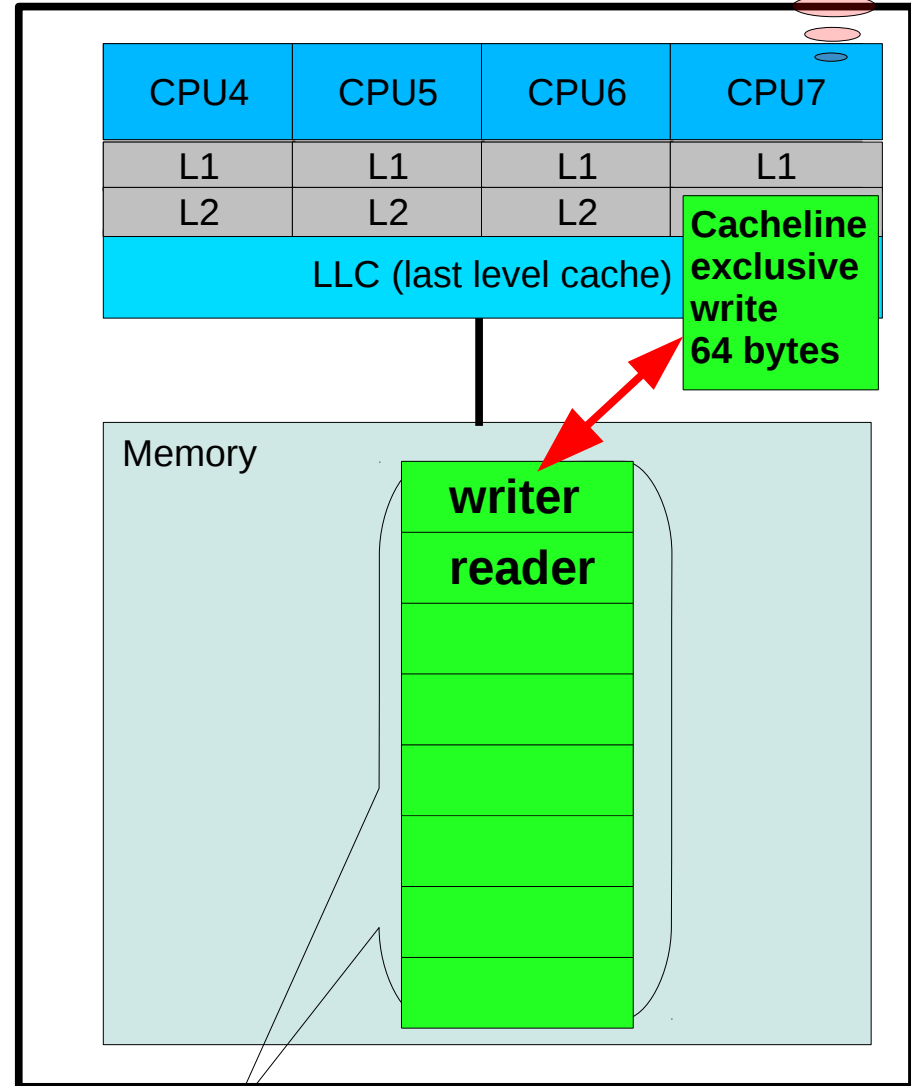 CPU4 CPU5 CPU6 CPU7
L1 L1 L1 L1
L2 L2 L2
LLC (last level cache)
Cacheline
exclusive
write
64 bytes
Memory
writer
reader